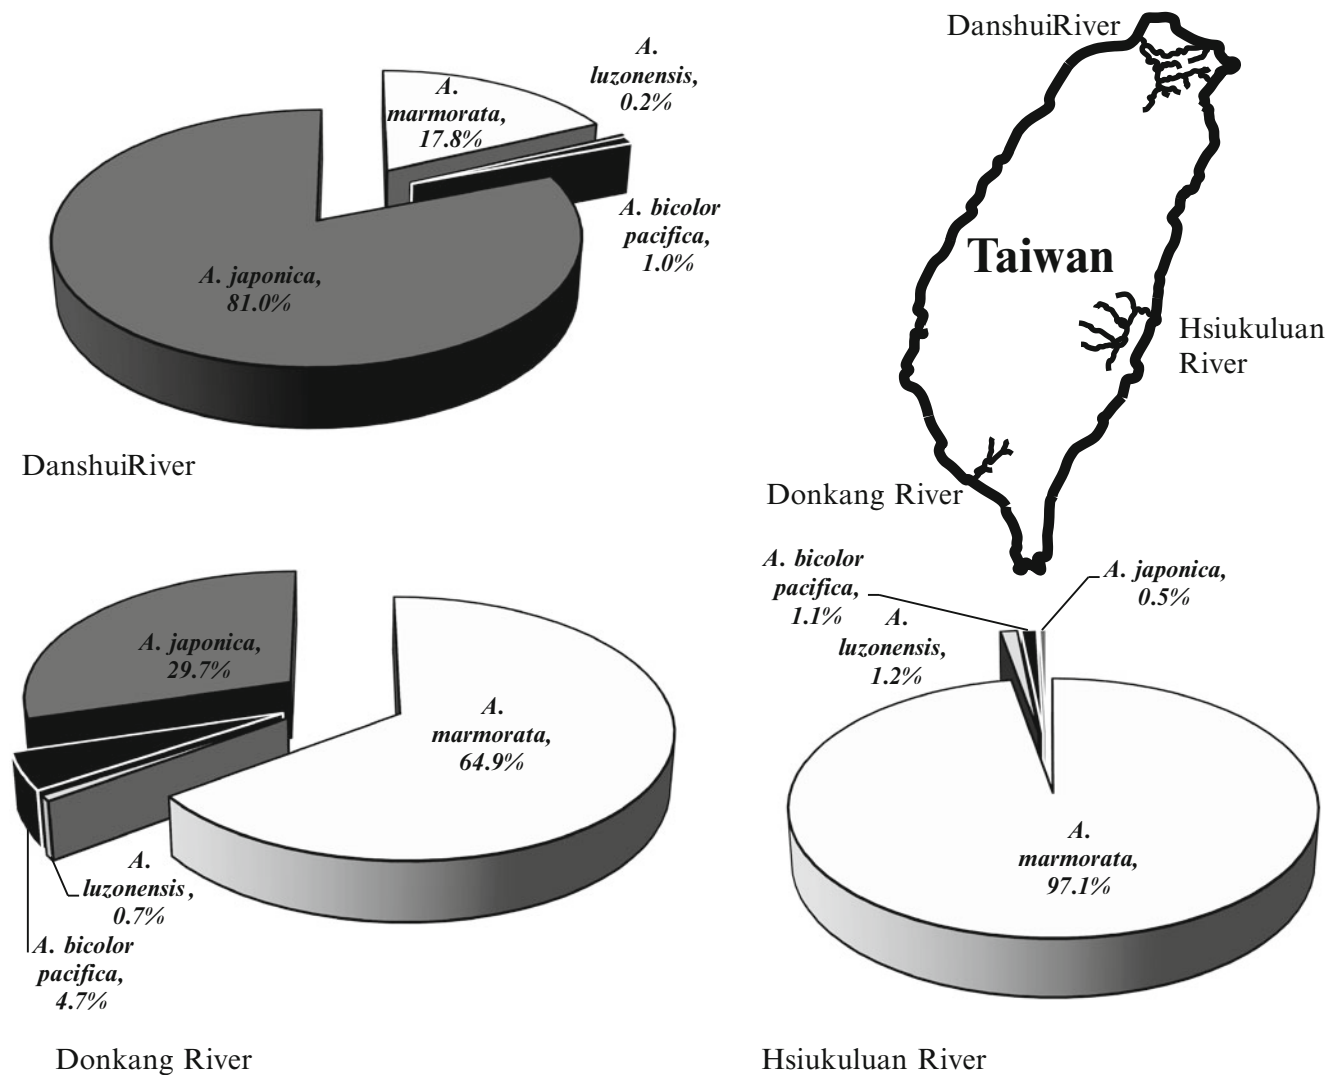 A.
luzonensis,
0.2%
A.
marmorata,
17.8%
A. bicolor
pacifica,
1.0%
A. japonica,
81.0%
DanshuiRiver
DanshuiRiver
Taiwan
Hsiukuluan
River
Donkang River
A. japonica,
29.7%
A.
marmorata,
64.9%
A.
luzonensis ,
0.7%
A. bicolor
pacifica,
4.7%
Donkang River
A. bicolor
pacifica,
1.1%
A.
luzonensis,
1.2%
A. japonica,
0.5%
A.
marmorata,
97.1%
Hsiukuluan River